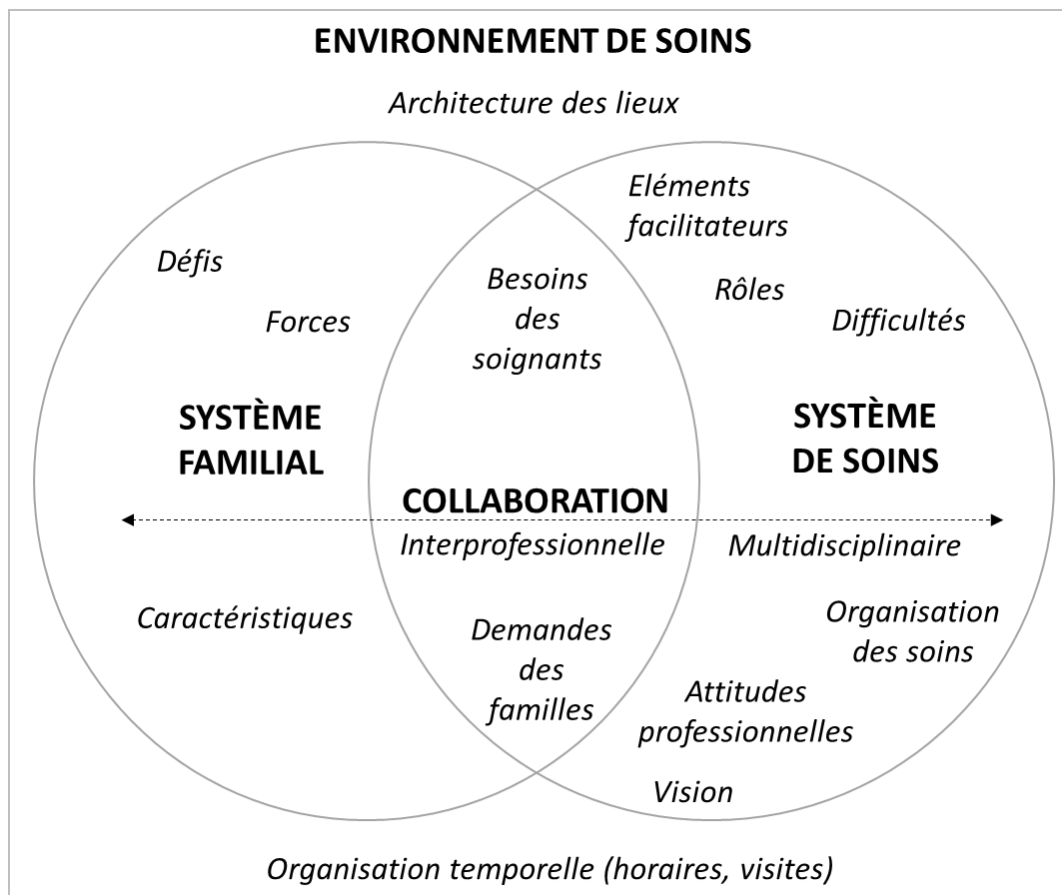 ENVIRONNEMENT DE SOINS
Architecture des lieux
Eléments
facilitateurs
Défis
Forces
Besoins
des
soignants
Rôles
Difficultés
SYSTÈME
FAMILIAL
SYSTÈME
DE SOINS
COLLABORATION
Interprofessionnelle
Multidisciplinaire
Caractéristiques
Demandes
des
familles
Organisation
des soins
Attitudes
professionnelles
Vision
Organisation temporelle (horaires, visites)